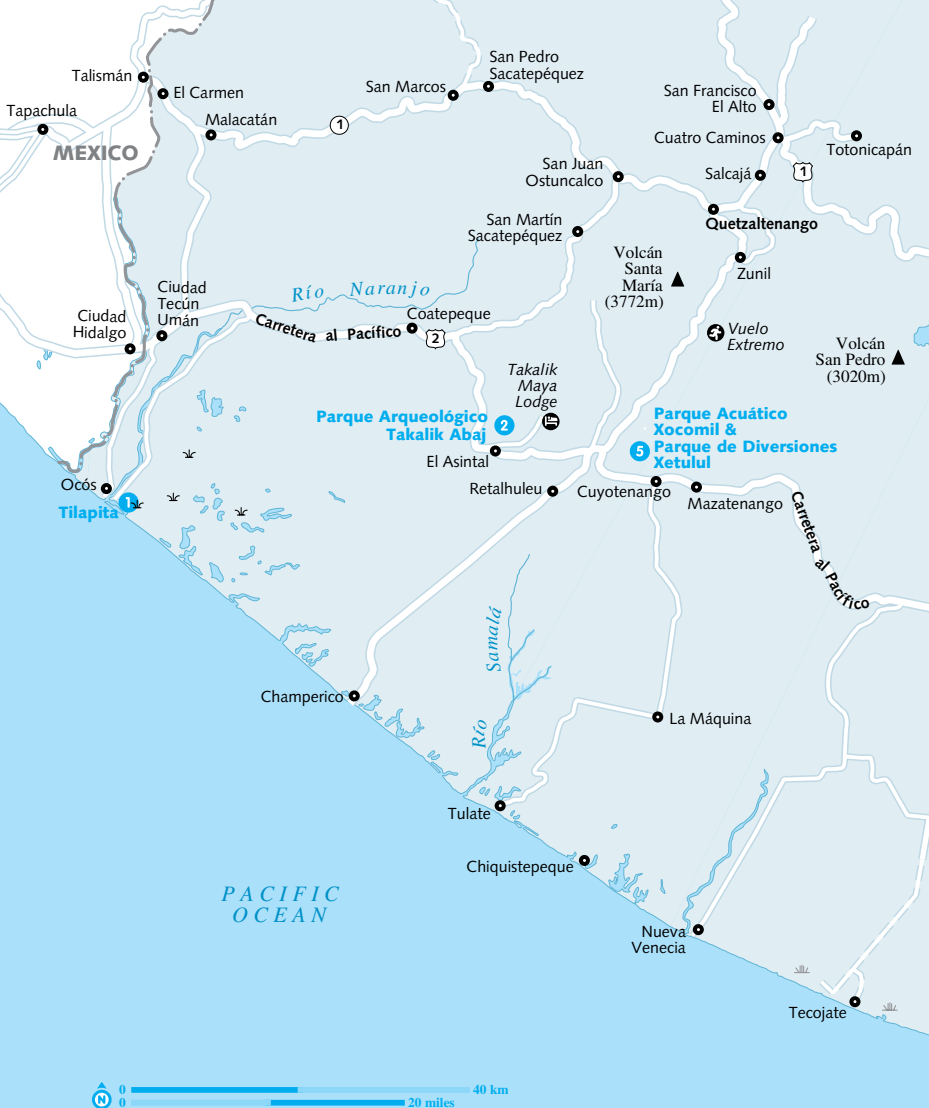 San Pedro
Sacatepéquez
Talismán
El Carmen
San Marcos
San Francisco
El Alto
Tapachula
Malacatán
1
Cuatro Caminos
Totonicapán
MEXICO
San Juan
Ostuncalco
Salcajá
1
San Martín
Sacatepéquez
Quetzaltenango
Volcán
Santa
María
(3772m)
Zunil
Ciudad
Tecún
Umán
Río Naranjo
Ciudad
Hidalgo
Carretera al Pacífico
Coatepeque
2
Vuelo
Extremo
Volcán
San Pedro
(3020m)
Takalik
Maya
Lodge
Parque Arqueológico
Takalik Abaj
2
Parque Acuático
Xocomil &
Parque de Diversiones
Xetulul
5
El Asintal
Retalhuleu
Cuyotenango
Mazatenango
Ocós
Tilapita
1
Carretera al Pacífico
Río Samalá
Champerico
La Máquina
Tulate
Chiquistepeque
PACIFIC
OCEAN
Nueva
Venecia
Tecojate
N
0 40 km
0 20 miles